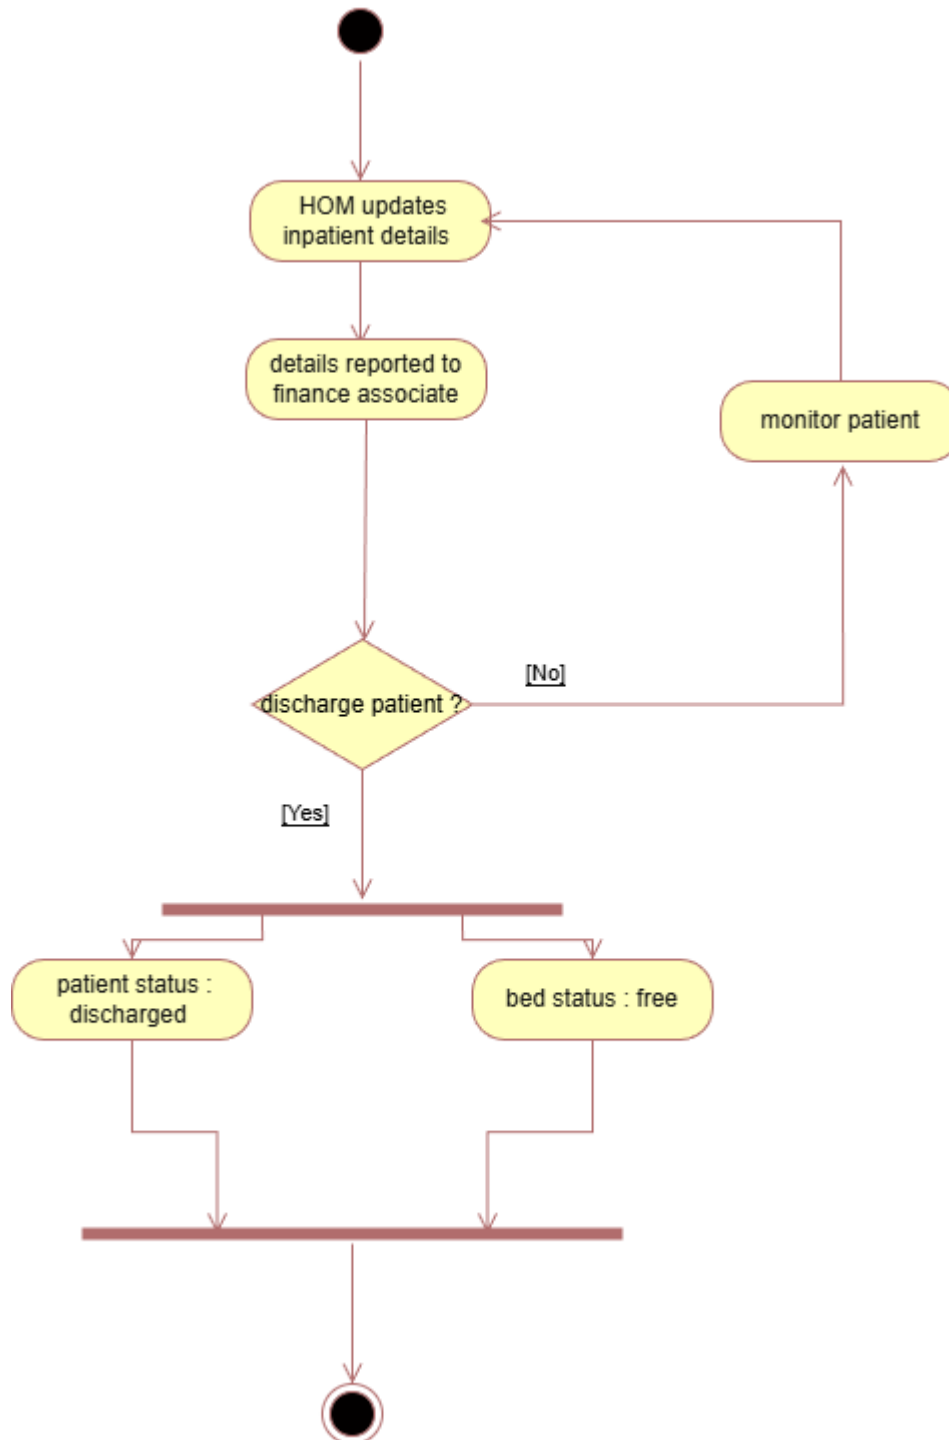 HOM updates
inpatient details
details reported to
finance associate
monitor patient
[No]
discharge patient ?
[Yes]
patient status :
discharged
bed status : free